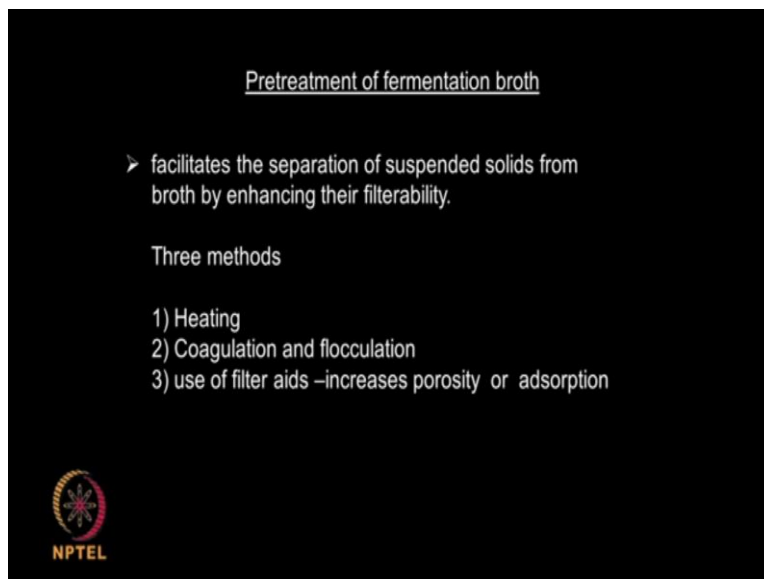 Pretreatment of fermentation broth
➢ facilitates the separation of suspended solids from
broth by enhancing their filterability.
Three methods
1) Heating
2) Coagulation and flocculation
3) use of filter aids –increases porosity or adsorption
NPTEL